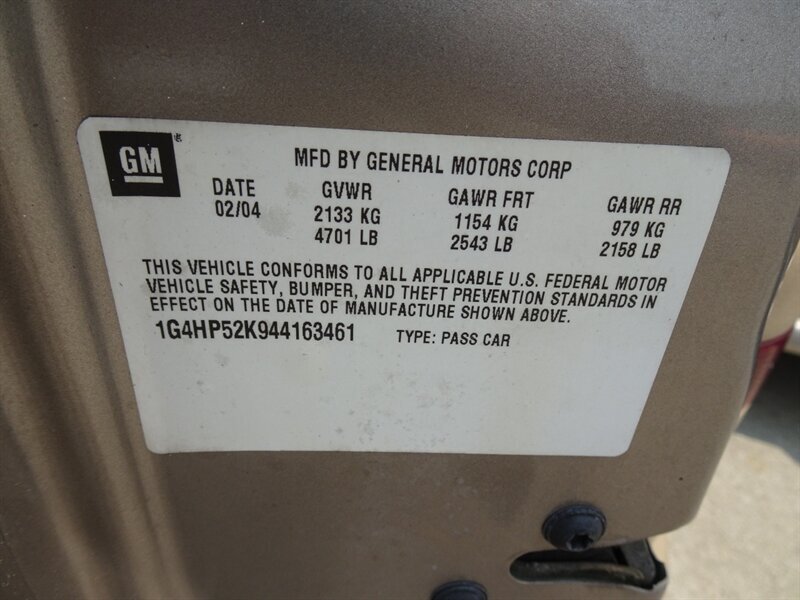 GM
MFD BY GENERAL MOTORS CORP
DATE GVWR GAWR FRT GAWR RR
02/04 2133 KG 1154 KG 979 KG
4701 LB 2543 LB 2158 LB
THIS VEHICLE CONFORMS TO ALL APPLICABLE U.S. FEDERAL MOTOR
VEHICLE SAFETY, BUMPER, AND THEFT PREVENTION STANDARDS IN
EFFECT ON THE DATE OF MANUFACTURE SHOWN ABOVE.
1G4HP52K944163461 TYPE: PASS CAR